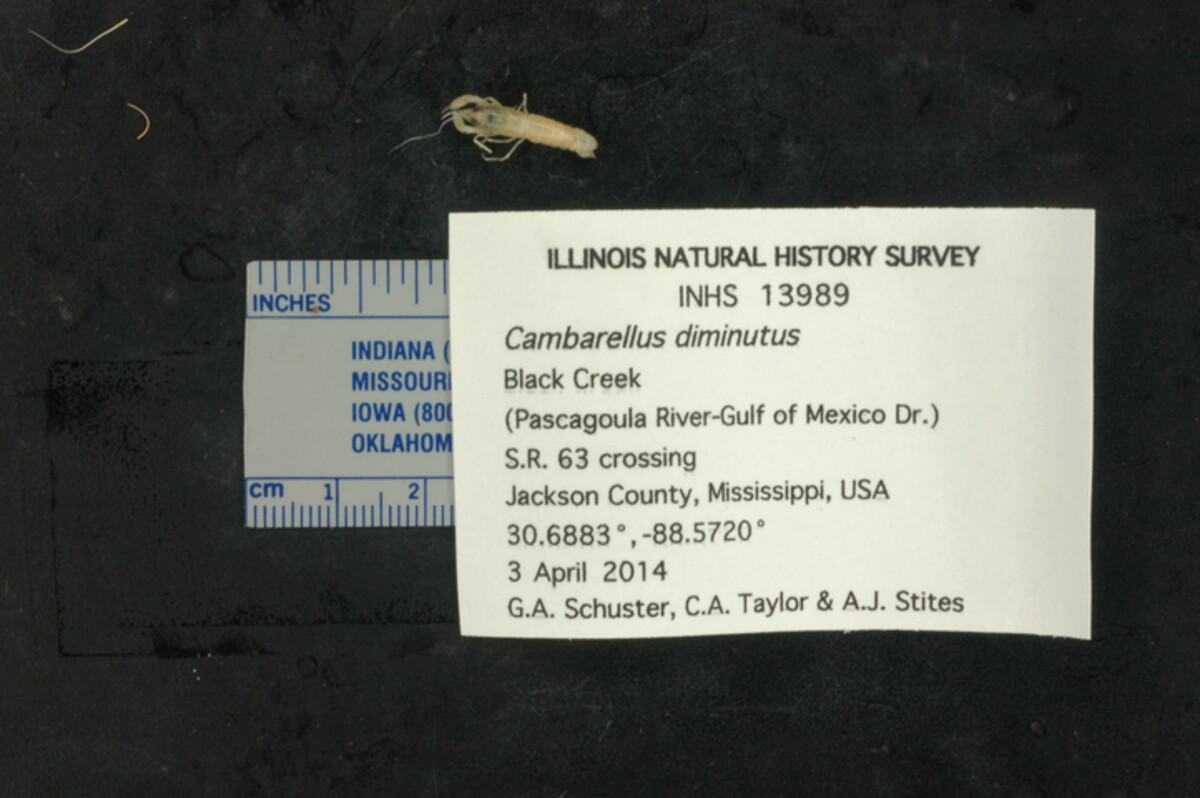 ILLINOIS NATURAL HISTORY SURVEY
INHS 13989
Cambarellus diminutus
Black Creek
(Pascagoula River-Gulf of Mexico Dr.)
S.R. 63 crossing
Jackson County, Mississippi, USA
30.6883°,-88.5720°
3 April 2014
G.A. Schuster, C.A. Taylor & A.J. Stites
INCHES
INDIANA (
MISSOURI
IOWA (800
OKLAHOM
cm 1 2